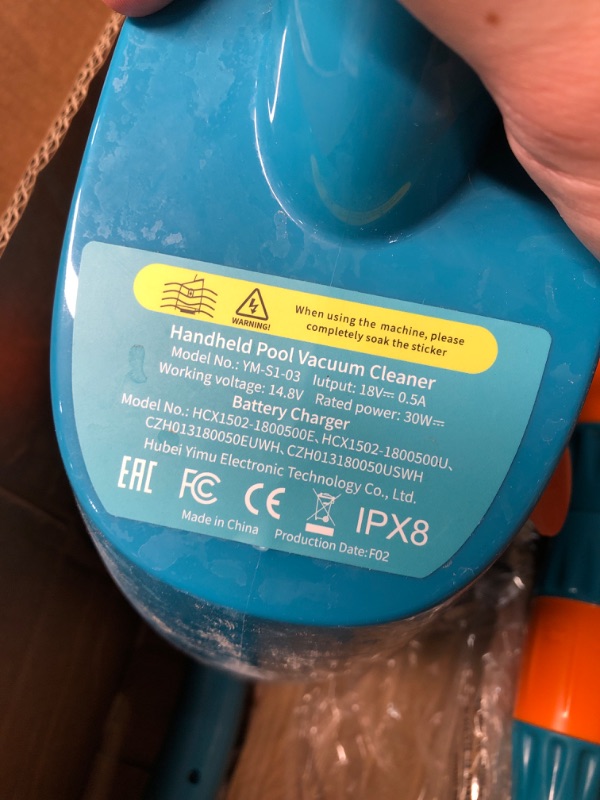 WARNING!
When using the machine, please
completely soak the sticker
Handheld Pool Vacuum Cleaner
Model No.: YM-S1-03 Iutput: 18V⎓ 0.5A
Working voltage: 14.8V Rated power: 30W⎓
Battery Charger
Model No.: HCX1502-1800500E、HCX1502-1800500U、
CZH013180050EUWH、CZH013180050USWH
Hubei Yimu Electronic Technology Co., Ltd.
EAC FC CE IPX8
Made in China Production Date: F02